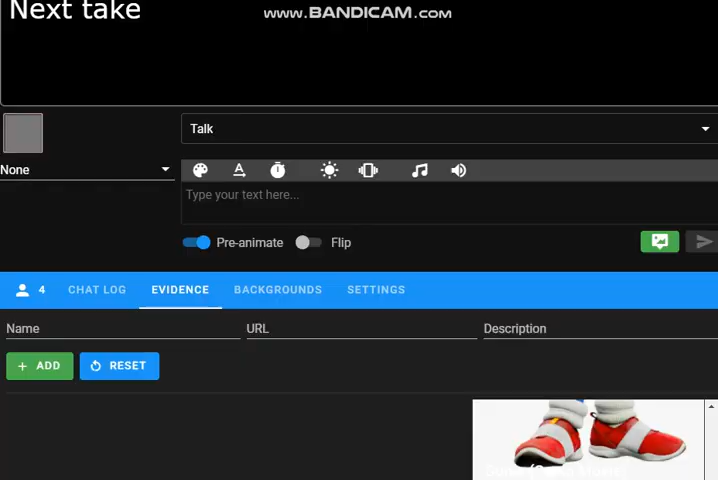 Next take
www.BANDICAM.com
Talk
None
Type your text here...
Pre-animate
Flip
4
CHAT LOG
EVIDENCE
BACKGROUNDS
SETTINGS
Name
URL
Description
+ ADD
RESET